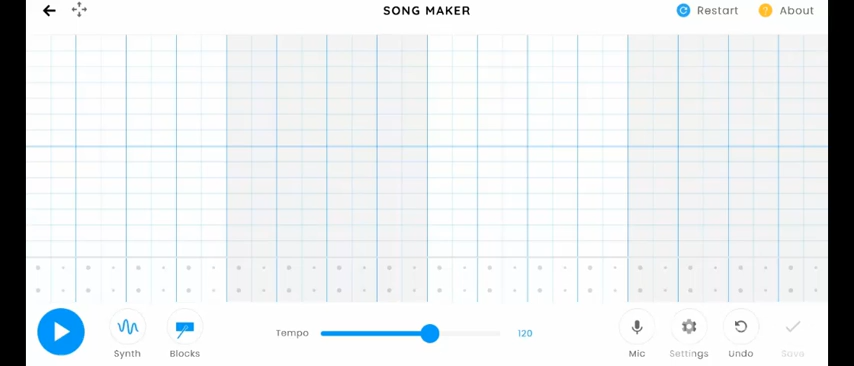 SONG MAKER
Restart
About
Tempo
120
Synth
Blocks
Mic
Settings
Undo
Save